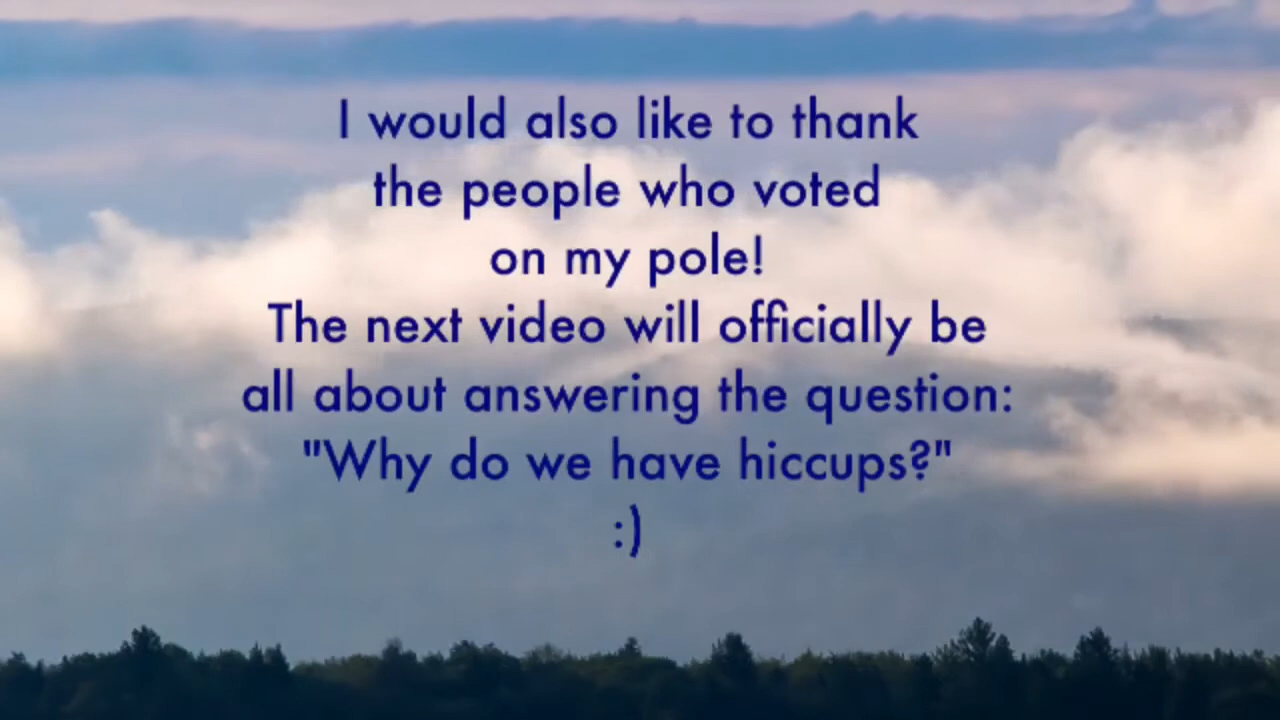 I would also like to thank
the people who voted
on my pole!
The next video will officially be
all about answering the question:
"Why do we have hiccups?"
:)